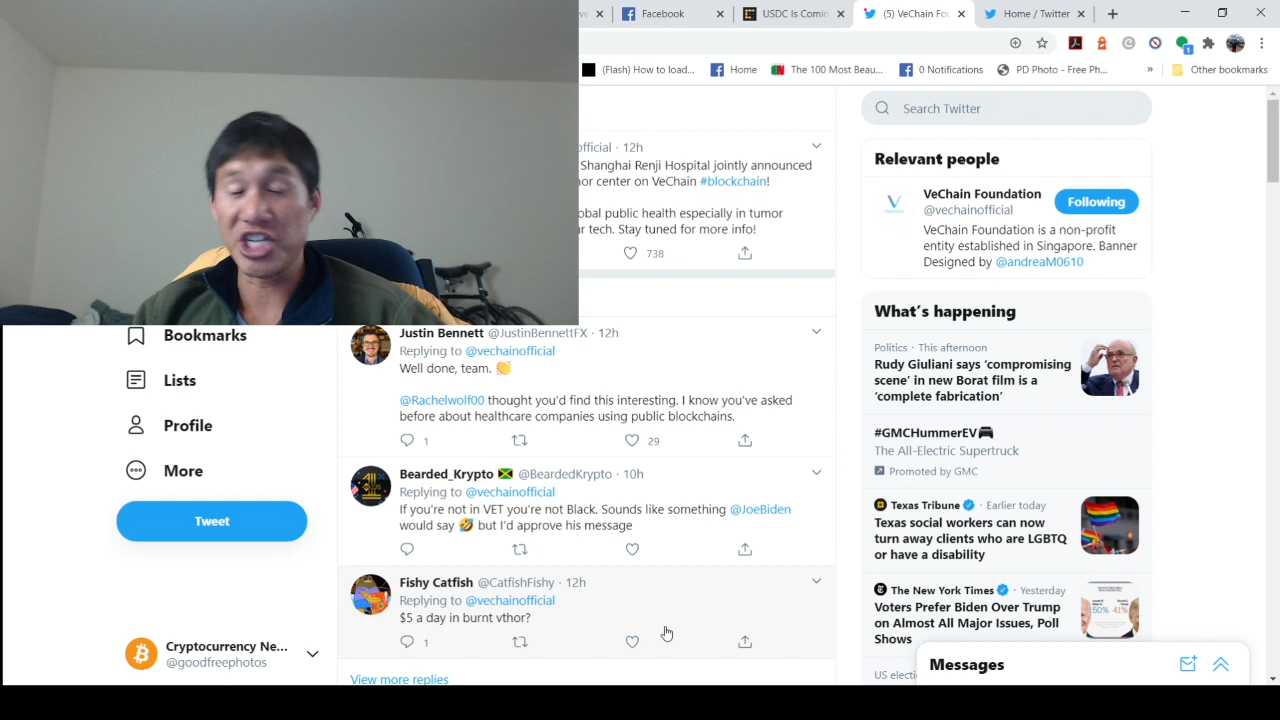 Facebook
USDC Is Comin
(5) VeChain Fou
Home / Twitter
1
(Flash) How to load...
Home
The 100 Most Beau...
0 Notifications
PD Photo - Free Ph...
»
Other bookmarks
official · 12h
Shanghai Renji Hospital jointly announced
center on VeChain #blockchain!
public health especially in tumor
tech. Stay tuned for more info!
738
Bookmarks
Lists
Profile
More
Tweet
Cryptocurrency Ne...
@goodfreephotos
Justin Bennett @JustinBennettFX · 12h
Replying to @vechainofficial
Well done, team. 👏
@Rachelwolf00 thought you'd find this interesting. I know you've asked
before about healthcare companies using public blockchains.
1
29
Bearded_Krypto 🇯🇲 @BeardedKrypto · 10h
Replying to @vechainofficial
If you're not in VET you're not Black. Sounds like something @JoeBiden
would say 🤣 but I'd approve his message
Fishy Catfish @CatfishFishy · 12h
Replying to @vechainofficial
$5 a day in burnt vthor?
1
View more replies
Search Twitter
Relevant people
VeChain Foundation
@vechainofficial
Following
VeChain Foundation is a non-profit
entity established in Singapore. Banner
Designed by @andreaM0610
What's happening
Politics · This afternoon
Rudy Giuliani says 'compromising
scene' in new Borat film is a
'complete fabrication'
#GMCHummerEV
The All-Electric Supertruck
Promoted by GMC
Texas Tribune · Earlier today
Texas social workers can now
turn away clients who are LGBTQ
or have a disability
The New York Times · Yesterday
Voters Prefer Biden Over Trump
on Almost All Major Issues, Poll
Shows
50% 41%
US electi
Messages